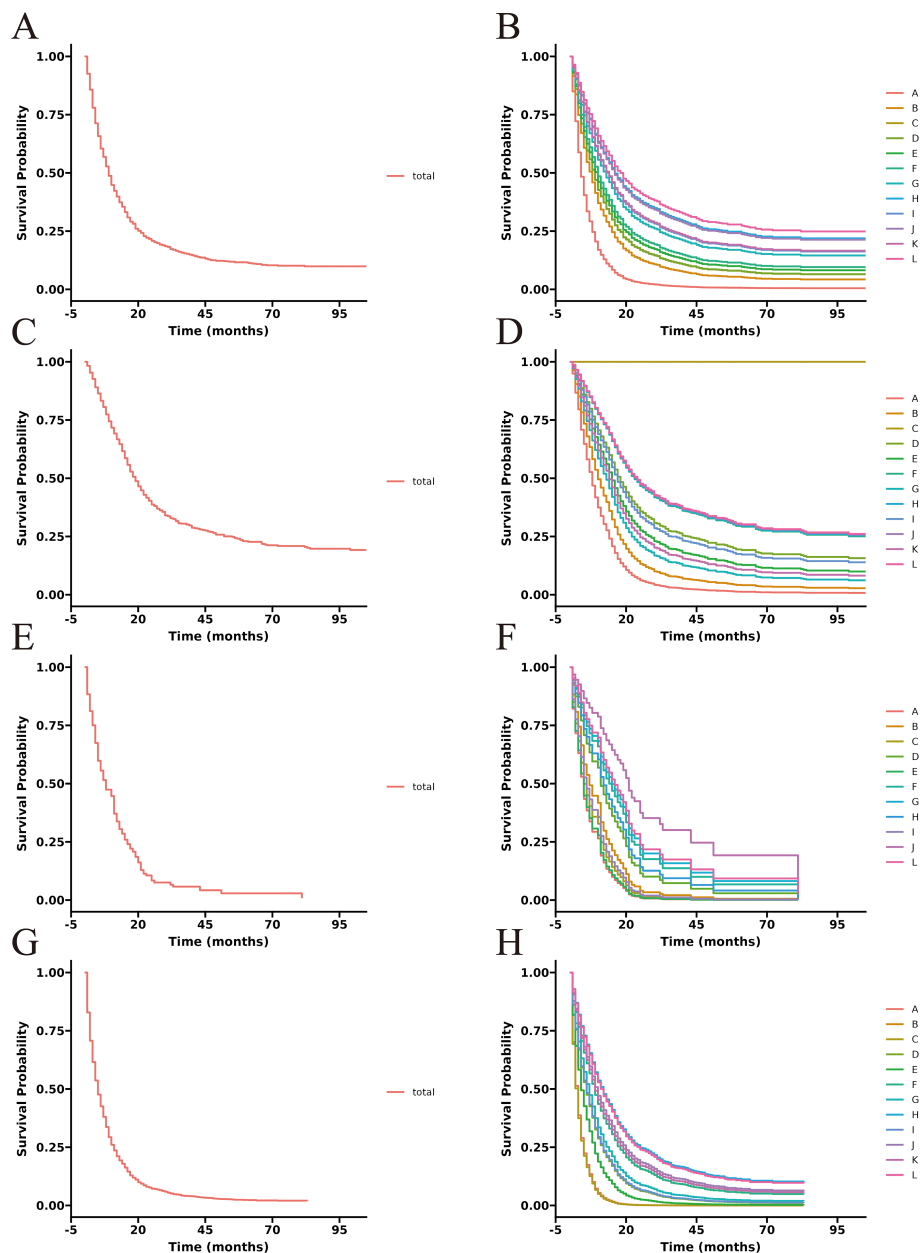 A
1.00
0.75
0.50
0.25
0.00
Survival Probability
-5 20 45 70 95
Time (months)
total
B
1.00
0.75
0.50
0.25
0.00
Survival Probability
-5 20 45 70 95
Time (months)
A
B
C
D
E
F
G
H
I
J
K
L
C
1.00
0.75
0.50
0.25
0.00
Survival Probability
-5 20 45 70 95
Time (months)
total
D
1.00
0.75
0.50
0.25
0.00
Survival Probability
-5 20 45 70 95
Time (months)
A
B
C
D
E
F
G
H
I
J
K
L
E
1.00
0.75
0.50
0.25
0.00
Survival Probability
-5 20 45 70 95
Time (months)
total
F
1.00
0.75
0.50
0.25
0.00
Survival Probability
-5 20 45 70 95
Time (months)
A
B
C
D
E
F
G
H
I
J
L
G
1.00
0.75
0.50
0.25
0.00
Survival Probability
-5 20 45 70 95
Time (months)
total
H
1.00
0.75
0.50
0.25
0.00
Survival Probability
-5 20 45 70 95
Time (months)
A
B
C
D
E
F
G
H
I
J
K
L